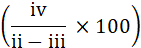 (iv / (ii − iii) × 100)